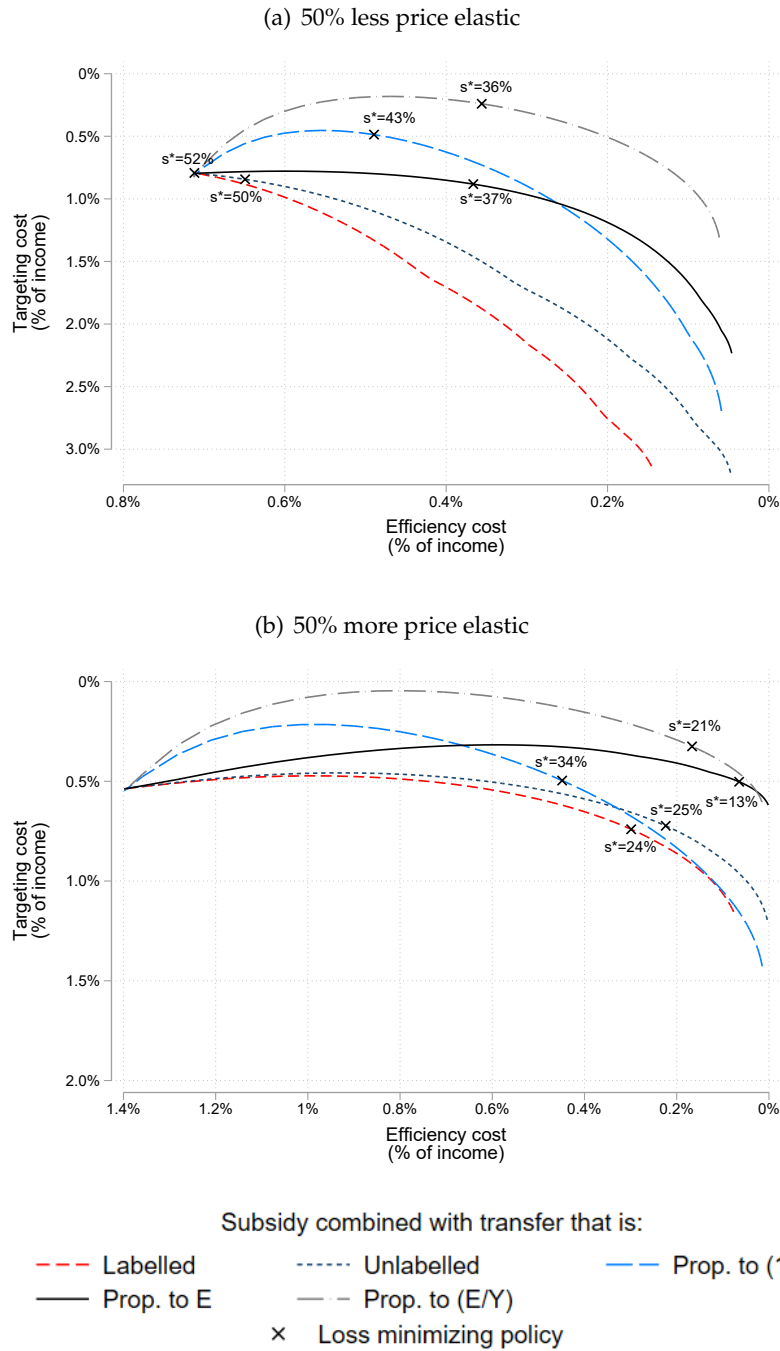 (a) 50% less price elastic
0%
0.5%
1.0%
1.5%
2.0%
2.5%
3.0%
Targeting cost
(% of income)
s*=36%
s*=43%
s*=52%
s*=50%
s*=37%
0.8%
0.6%
0.4%
0.2%
0%
Efficiency cost
(% of income)
(b) 50% more price elastic
0%
0.5%
1.0%
1.5%
2.0%
Targeting cost
(% of income)
s*=21%
s*=34%
s*=13%
s*=25%
s*=24%
1.4%
1.2%
1%
0.8%
0.6%
0.4%
0.2%
0%
Efficiency cost
(% of income)
Subsidy combined with transfer that is:
Labelled
Unlabelled
Prop. to (
Prop. to E
Prop. to (E/Y)
× Loss minimizing policy